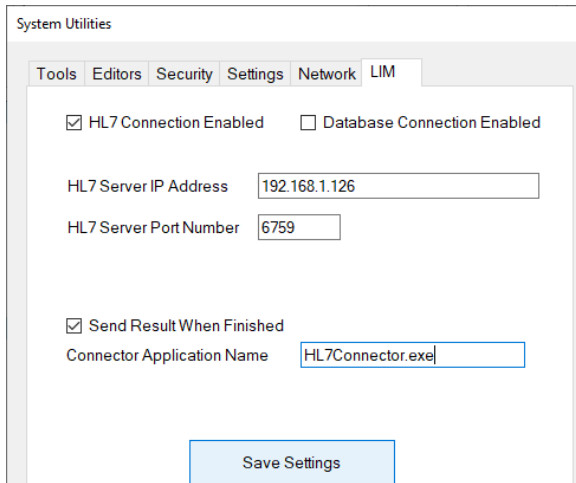 System Utilities
Tools Editors Security Settings Network LIM
HL7 Connection Enabled Database Connection Enabled
HL7 Server IP Address 192.168.1.126
HL7 Server Port Number 6759
Send Result When Finished
Connector Application Name HL7Connector.exe
Save Settings